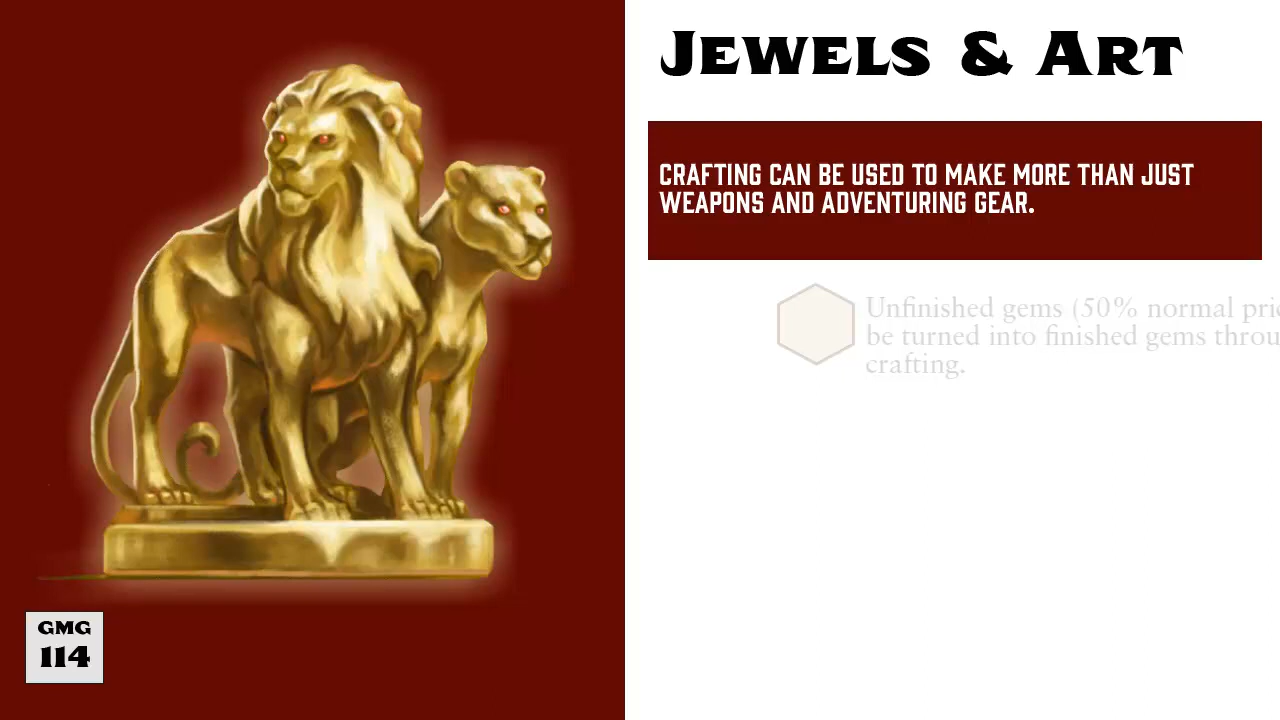 Jewels & Art
CRAFTING CAN BE USED TO MAKE MORE THAN JUST
WEAPONS AND ADVENTURING GEAR.
Unfinished gems (50% normal
be turned into finished gems
crafting.
GMG
114